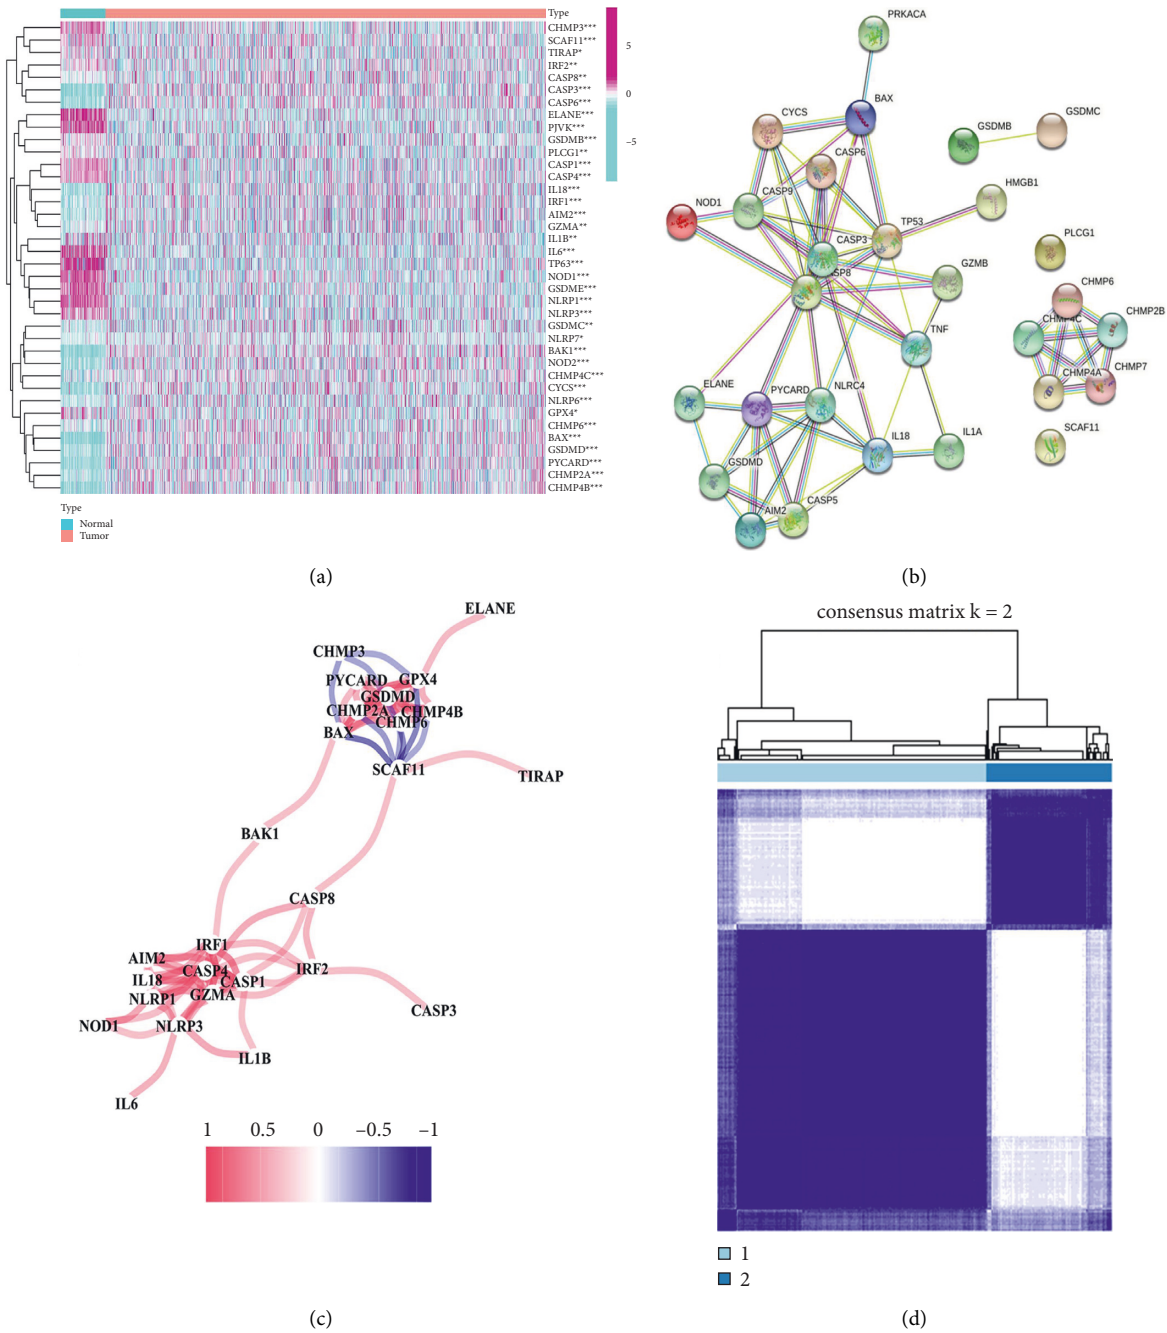 Type
CHMP3***
SCAF11***
TIRAP*
IRF2**
CASP8**
CASP3***
CASP6***
ELANE***
PJVK***
GSDMB***
PLCG1**
CASP1***
CASP4***
IL18***
IRF1***
AIM2***
GZMA**
IL1B**
IL6***
TP63***
NOD1***
GSDME***
NLRP1***
NLRP3***
GSDMC**
NLRP7*
BAK1***
NOD2***
CHMP4C***
CYCS***
NLRP6***
GPX4*
CHMP6***
BAX***
GSDMD***
PYCARD***
CHMP2A***
CHMP4B***
5
0
−5
Type
Normal
Tumor
(a)
PRKACA
BAX
CYCS
GSDMC
GSDMB
CASP6
HMGB1
CASP9
NOD1
TP53
CASP3
PLCG1
GZMB
SP8
CHMP6
CHMP2B
CHMP4C
TNF
CHMP7
CHMP4A
ELANE
PYCARD
NLRC4
SCAF11
IL18
IL1A
GSDMD
CASP5
AIM2
(b)
ELANE
CHMP3
PYCARD
GPX4
GSDMD
CHMP2A
CHMP4B
CHMP6
BAX
SCAF11
TIRAP
BAK1
CASP8
IRF1
AIM2
CASP4
IRF2
IL18
CASP1
NLRP1
GZMA
CASP3
NOD1
NLRP3
IL1B
IL6
1 0.5 0 −0.5 −1
(c)
consensus matrix k = 2
1
2
(d)